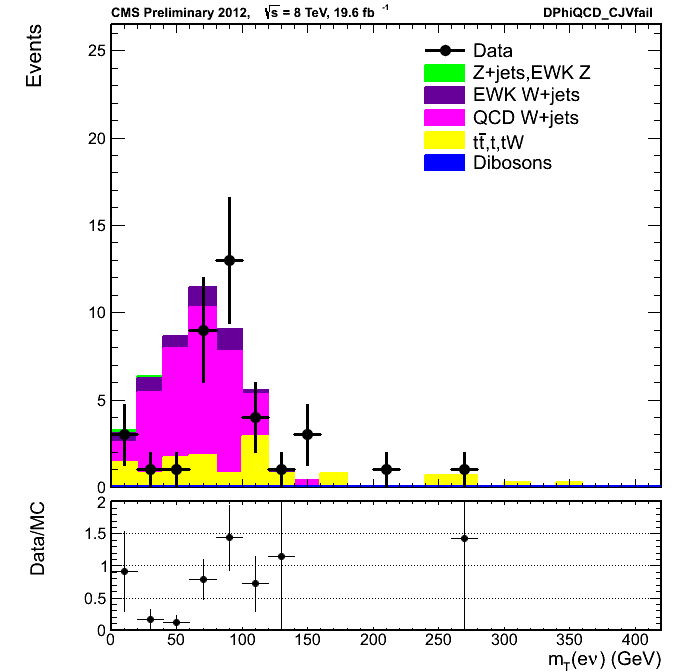 CMS Preliminary 2012, √s = 8 TeV, 19.6 fb⁻¹ DPhiQCD_CJVfail
Events
25
20
15
10
5
0
Data
Z+jets,EWK Z
EWK W+jets
QCD W+jets
tt̄,t,tW
Dibosons
Data/MC
2
1.5
1
0.5
0
0 50 100 150 200 250 300 350 400
m_T(eν) (GeV)